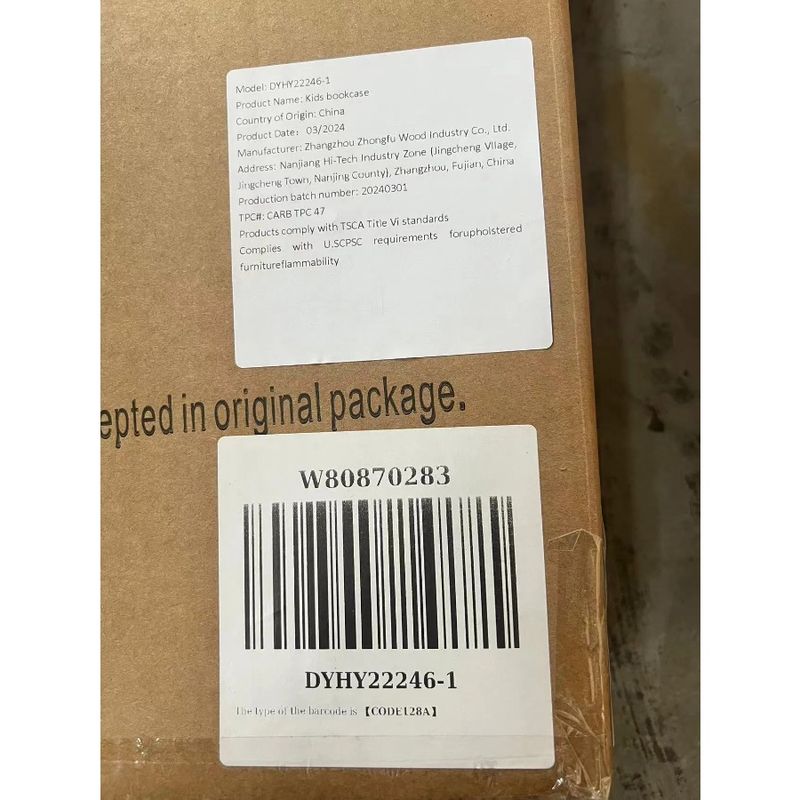 Model: DYHY22246-1
Product Name: Kids bookcase
Country of Origin: China
Product Date: 03/2024
Manufacturer: Zhangzhou Zhongfu Wood Industry Co., Ltd.
Address: Nanjiang Hi-Tech Industry Zone (Jingcheng Vllage,
Jingcheng Town, Nanjing County), Zhangzhou, Fujian, China
Production batch number: 20240301
TPC#: CARB TPC 47
Products comply with TSCA Title Vi standards
Complies with U.SCPSC requirements forupholstered
furnitureflammability
epted in original package.
W80870283
DYHY22246-1
The type of the barcode is 【CODE128A】